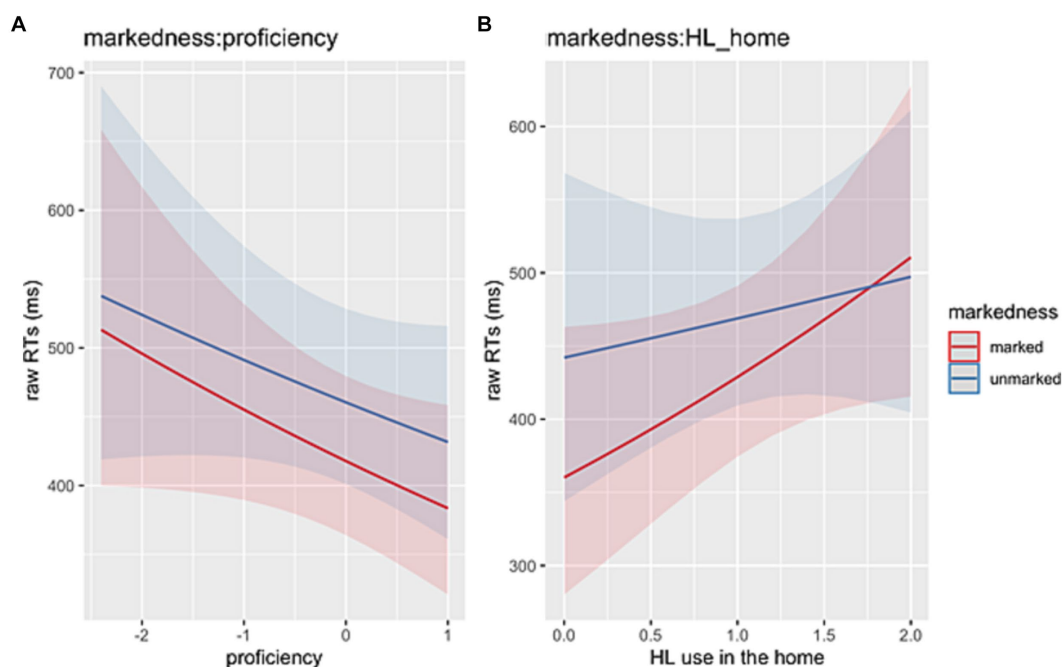 A
markedness:proficiency
700
600
500
400
raw RTs (ms)
-2
-1
0
1
proficiency
B
markedness:HL_home
600
500
400
300
raw RTs (ms)
0.0
0.5
1.0
1.5
2.0
HL use in the home
markedness
marked
unmarked